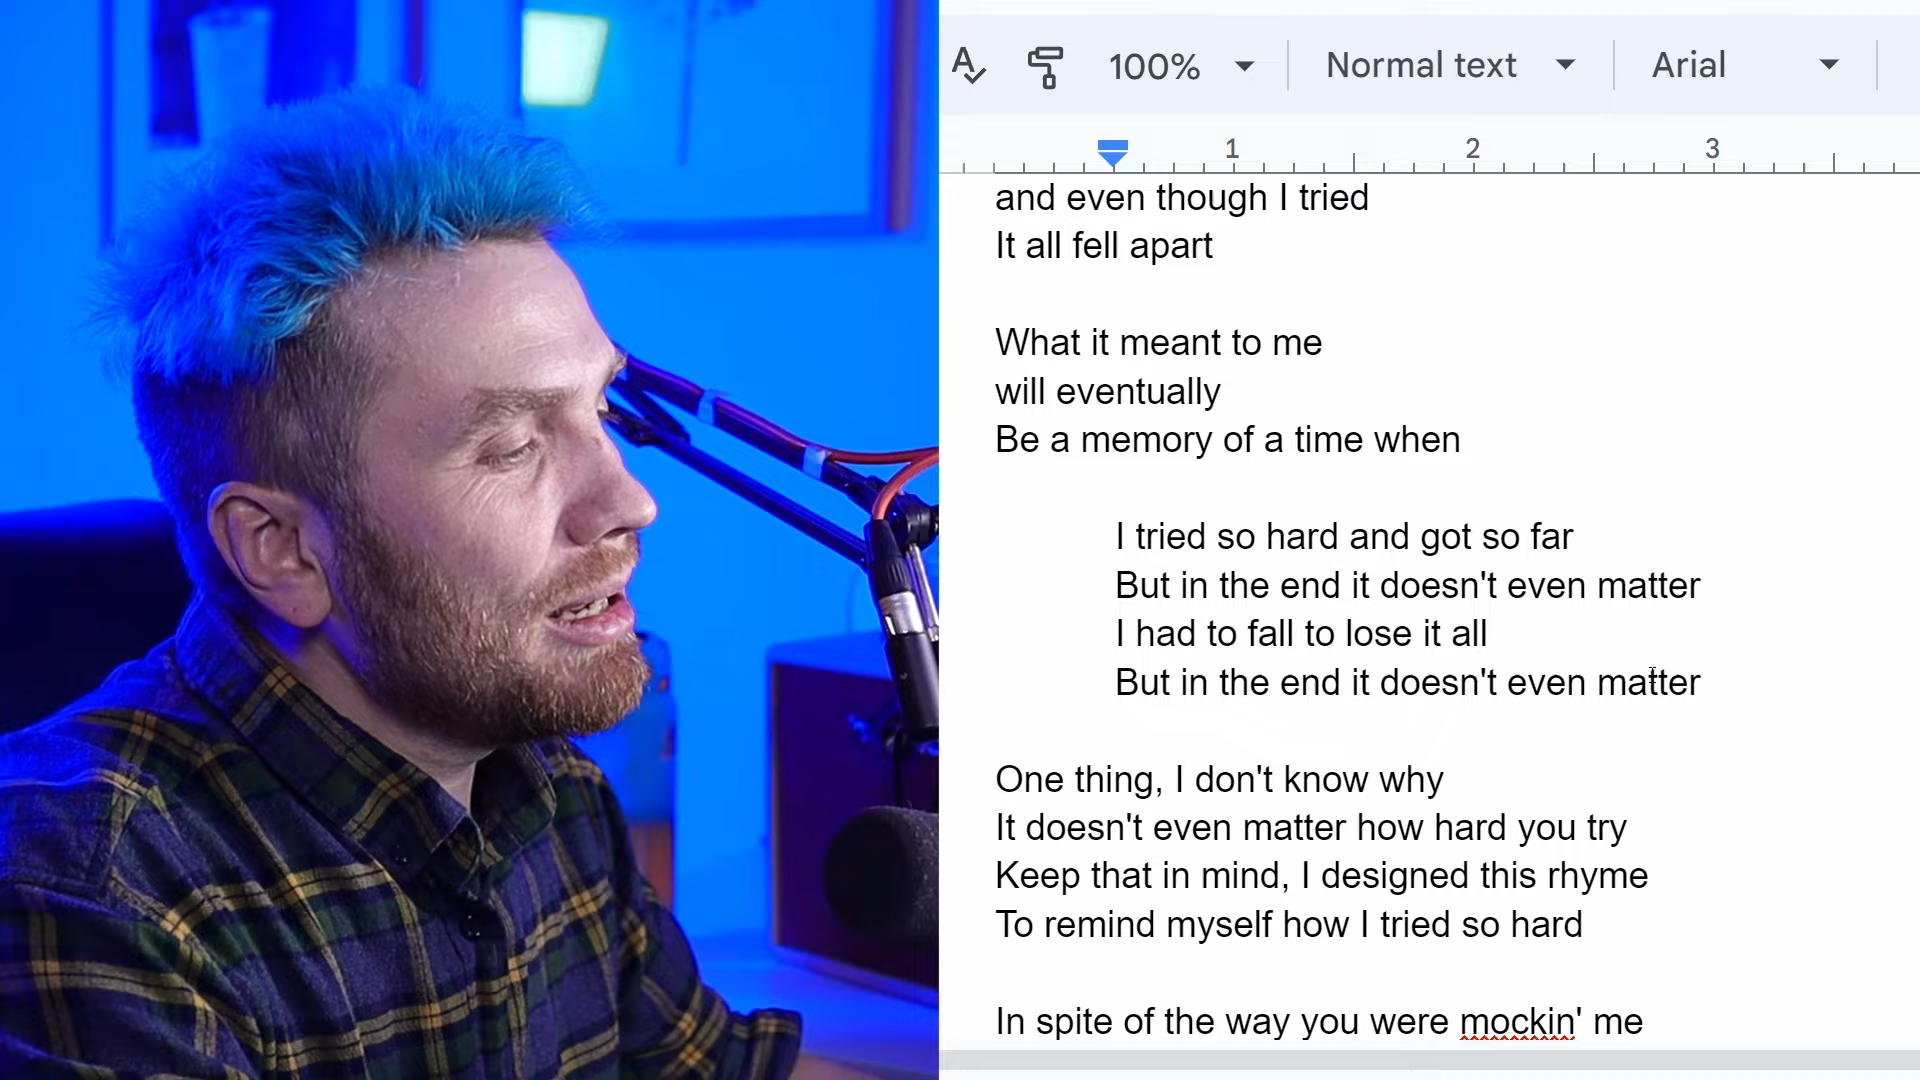 100%
Normal text
Arial
1
2
3
and even though I tried
It all fell apart
What it meant to me
will eventually
Be a memory of a time when
I tried so hard and got so far
But in the end it doesn't even matter
I had to fall to lose it all
But in the end it doesn't even matter
One thing, I don't know why
It doesn't even matter how hard you try
Keep that in mind, I designed this rhyme
To remind myself how I tried so hard
In spite of the way you were mockin' me